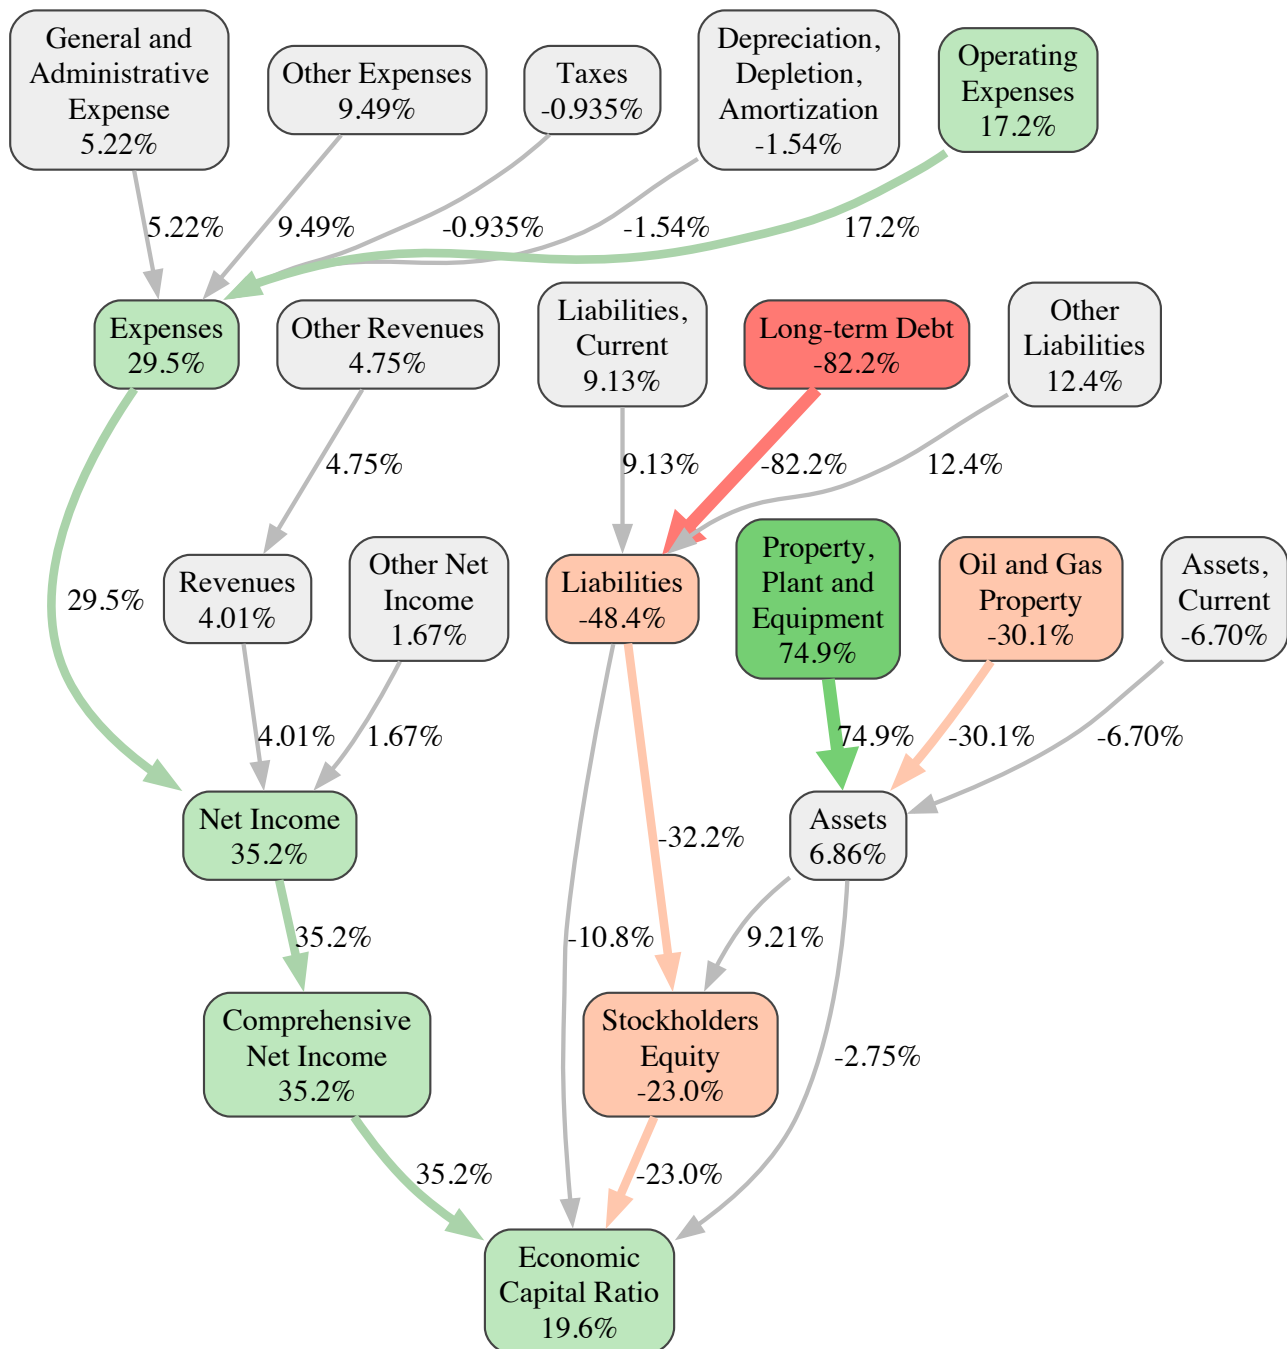 General and
Administrative
Expense
5.22%
Other Expenses
9.49%
Taxes
-0.935%
Depreciation,
Depletion,
Amortization
-1.54%
Operating
Expenses
17.2%
5.22%
9.49%
-0.935%
-1.54%
17.2%
Expenses
29.5%
Other Revenues
4.75%
Liabilities,
Current
9.13%
Long-term Debt
-82.2%
Other
Liabilities
12.4%
4.75%
9.13%
-82.2%
12.4%
29.5%
Revenues
4.01%
Other Net
Income
1.67%
Liabilities
-48.4%
Property,
Plant and
Equipment
74.9%
Oil and Gas
Property
-30.1%
Assets,
Current
-6.70%
4.01%
1.67%
74.9%
-30.1%
-6.70%
Net Income
35.2%
-32.2%
Assets
6.86%
35.2%
-10.8%
9.21%
Comprehensive
Net Income
35.2%
Stockholders
Equity
-23.0%
-2.75%
35.2%
-23.0%
Economic
Capital Ratio
19.6%